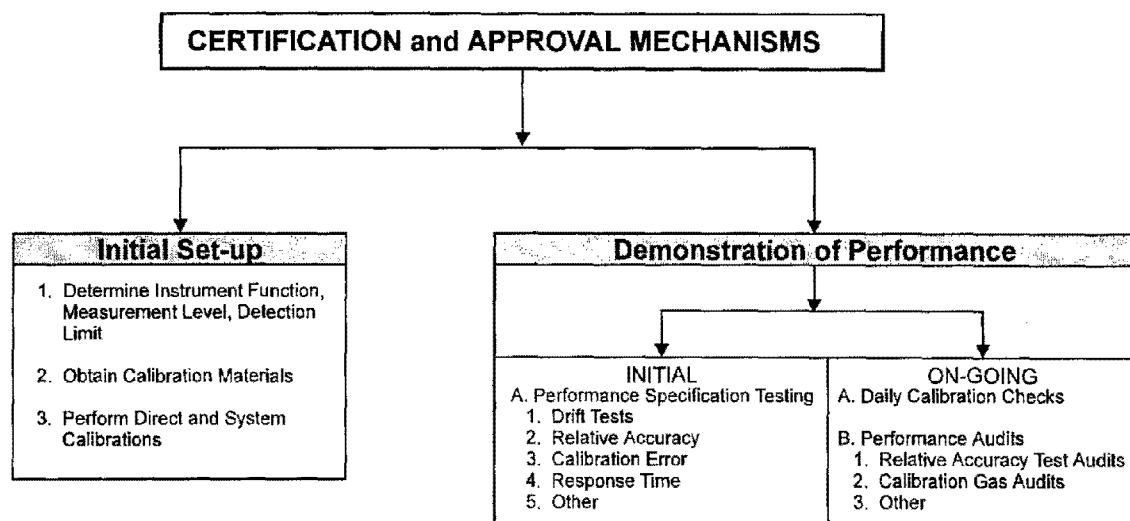 CERTIFICATION and APPROVAL MECHANISMS
Initial Set-up
1. Determine Instrument Function,
Measurement Level, Detection
Limit
2. Obtain Calibration Materials
3. Perform Direct and System
Calibrations
Demonstration of Performance
INITIAL
A. Performance Specification Testing
1. Drift Tests
2. Relative Accuracy
3. Calibration Error
4. Response Time
5. Other
ON-GOING
A. Daily Calibration Checks
B. Performance Audits
1. Relative Accuracy Test Audits
2. Calibration Gas Audits
3. Other